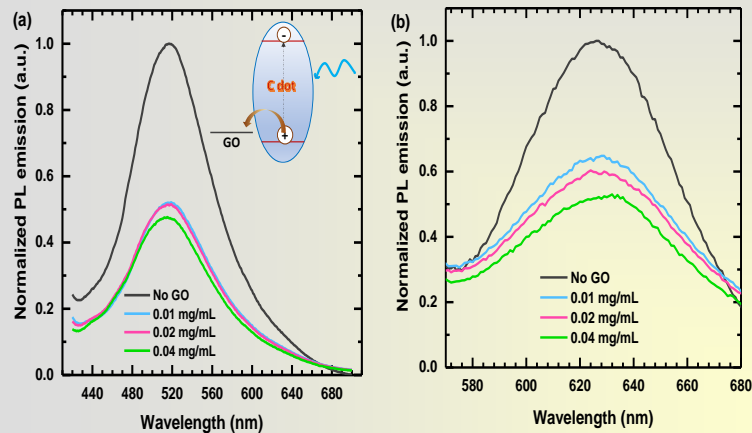 (a)
Normalized PL emission (a.u.)
1.0
0.8
0.6
0.4
0.2
0.0
-
C dot
+
GO
No GO
0.01 mg/mL
0.02 mg/mL
0.04 mg/mL
440 480 520 560 600 640 680
Wavelength (nm)
(b)
Normalized PL emission (a.u.)
1.0
0.8
0.6
0.4
0.2
0.0
No GO
0.01 mg/mL
0.02 mg/mL
0.04 mg/mL
580 600 620 640 660 680
Wavelength (nm)